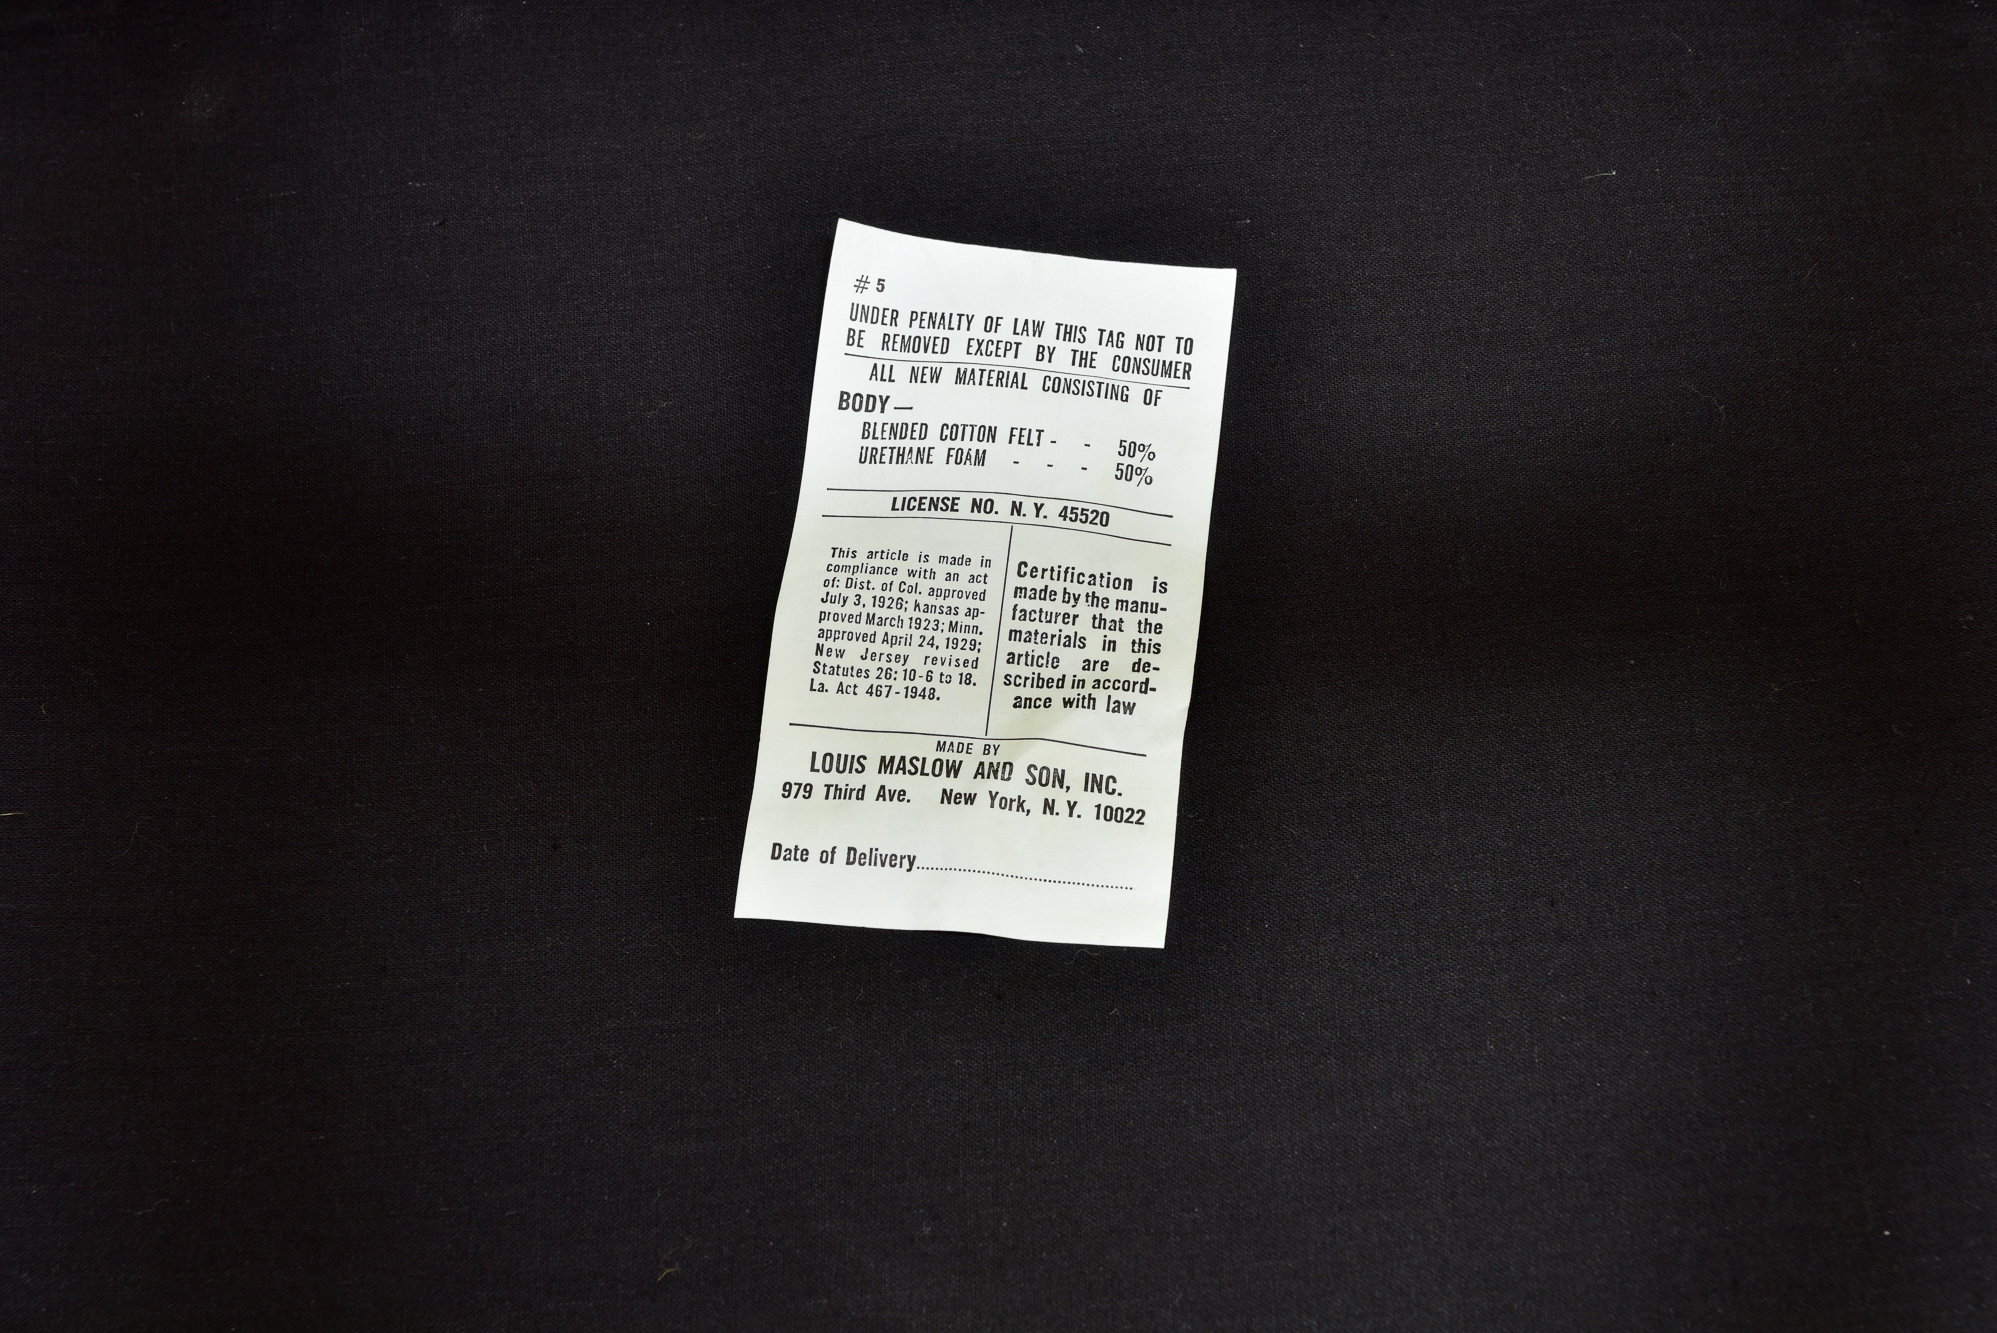 # 5
UNDER PENALTY OF LAW THIS TAG NOT TO
BE REMOVED EXCEPT BY THE CONSUMER
ALL NEW MATERIAL CONSISTING OF
BODY—
BLENDED COTTON FELT - - 50%
URETHANE FOAM - - - 50%
LICENSE NO. N. Y. 45520
This article is made in
compliance with an act
of: Dist. of Col. approved
July 3, 1926; Kansas ap-
proved March 1923; Minn.
approved April 24, 1929;
New Jersey revised
Statutes 26: 10-6 to 18.
La. Act 467-1948.
Certification is
made by the manu-
facturer that the
materials in this
article are de-
scribed in accord-
ance with law
MADE BY
LOUIS MASLOW AND SON, INC.
979 Third Ave. New York, N. Y. 10022
Date of Delivery........................................